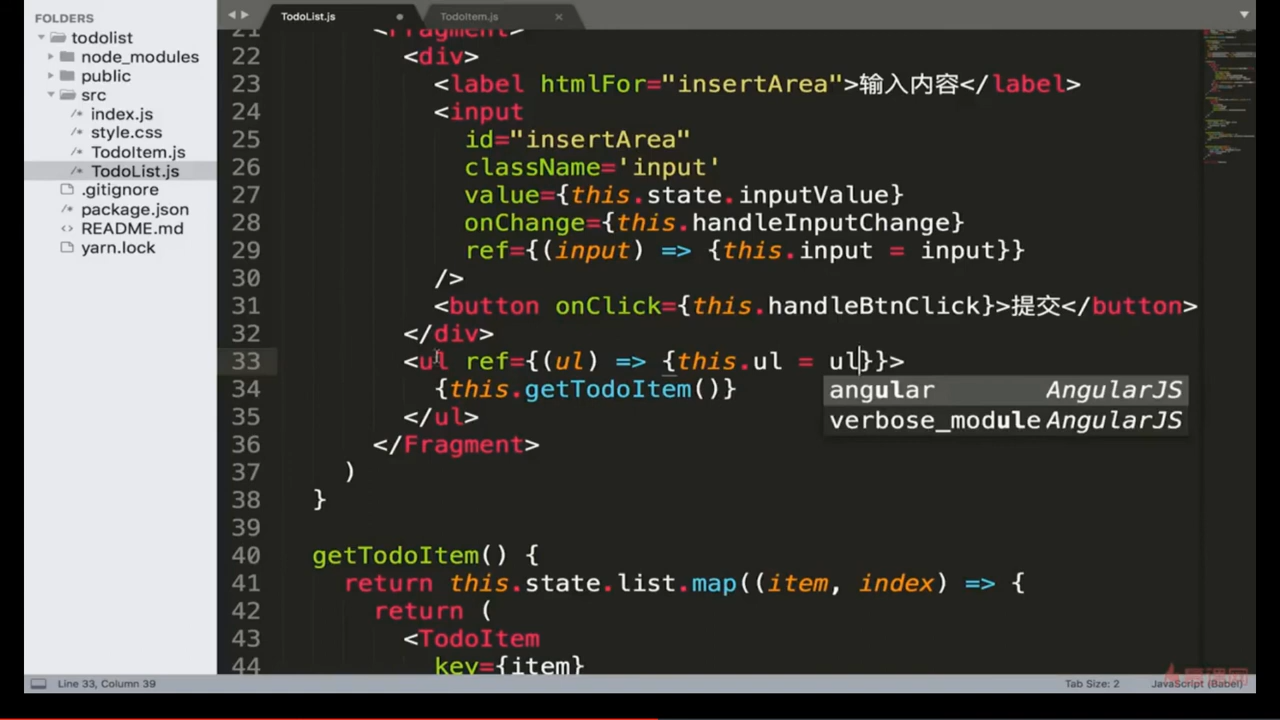 FOLDERS
todolist
node_modules
public
src
index.js
style.css
TodoItem.js
TodoList.js
.gitignore
package.json
README.md
yarn.lock
TodoList.js
TodoItem.js
21 <Fragment>
22 <div>
23 <label htmlFor="insertArea">输入内容</label>
24 <input
25 id="insertArea"
26 className='input'
27 value={this.state.inputValue}
28 onChange={this.handleInputChange}
29 ref={(input) => {this.input = input}}
30 />
31 <button onClick={this.handleBtnClick}>提交</button>
32 </div>
33 <ul ref={(ul) => {this.ul = ul}}>
34 {this.getTodoItem()}
angular AngularJS
verbose_module AngularJS
35 </ul>
36 </Fragment>
37 )
38 }
39
40 getTodoItem() {
41 return this.state.list.map((item, index) => {
42 return (
43 <TodoItem
44 key={item}
Line 33, Column 39
Tab Size: 2
JavaScript (Babel)